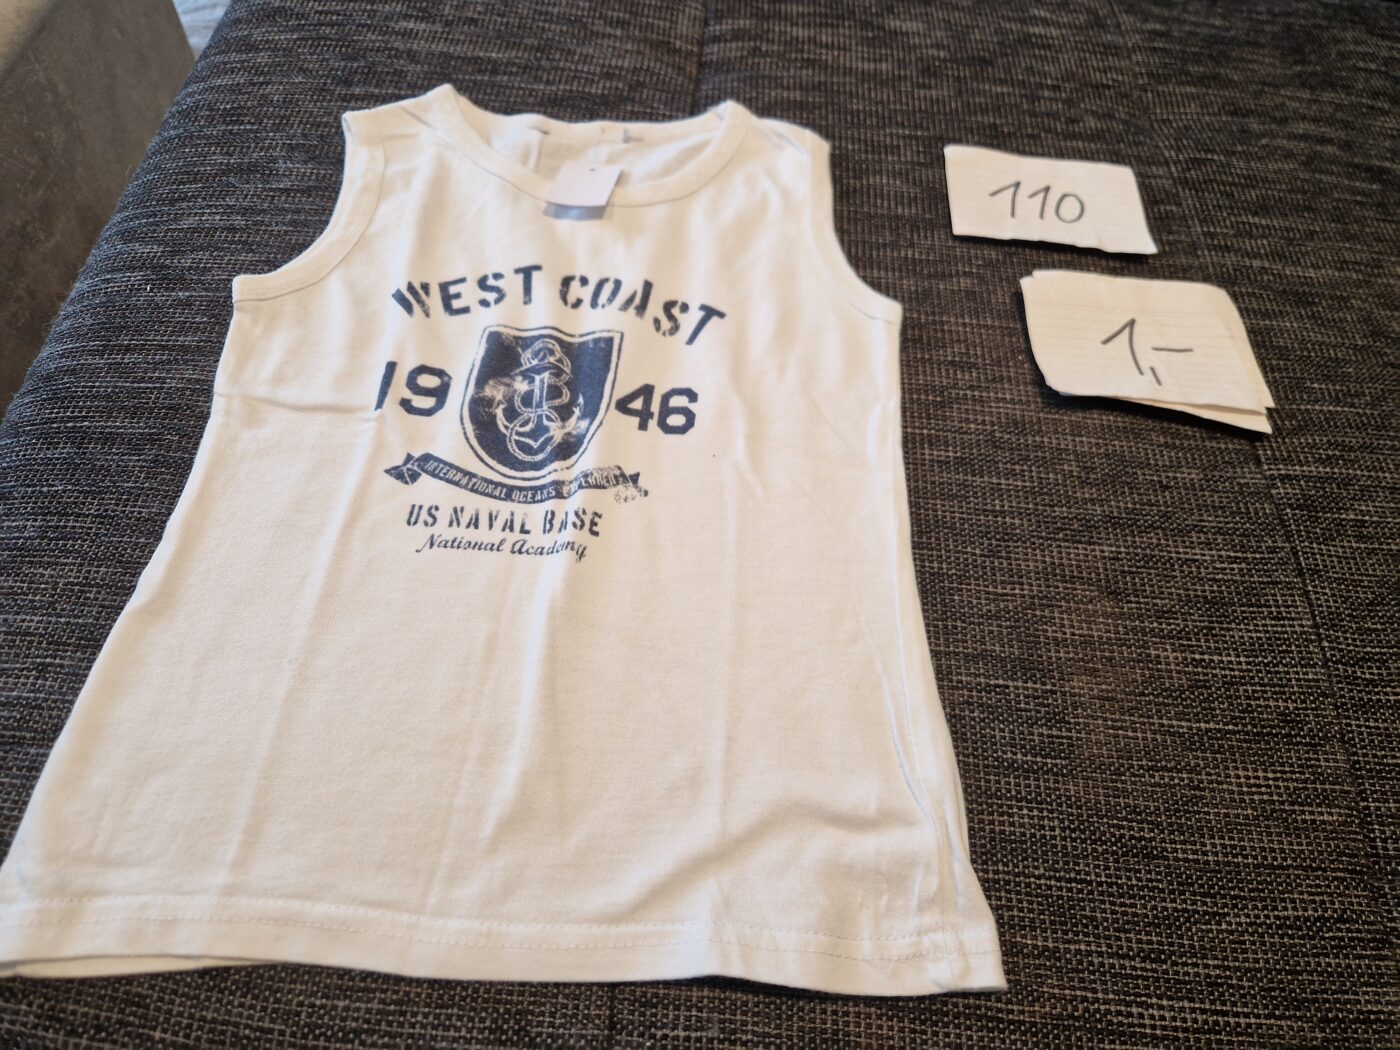 WEST COAST
19 46
INTERNATIONAL OCEANS
US NAVAL BASE
National Academy
110
1,-